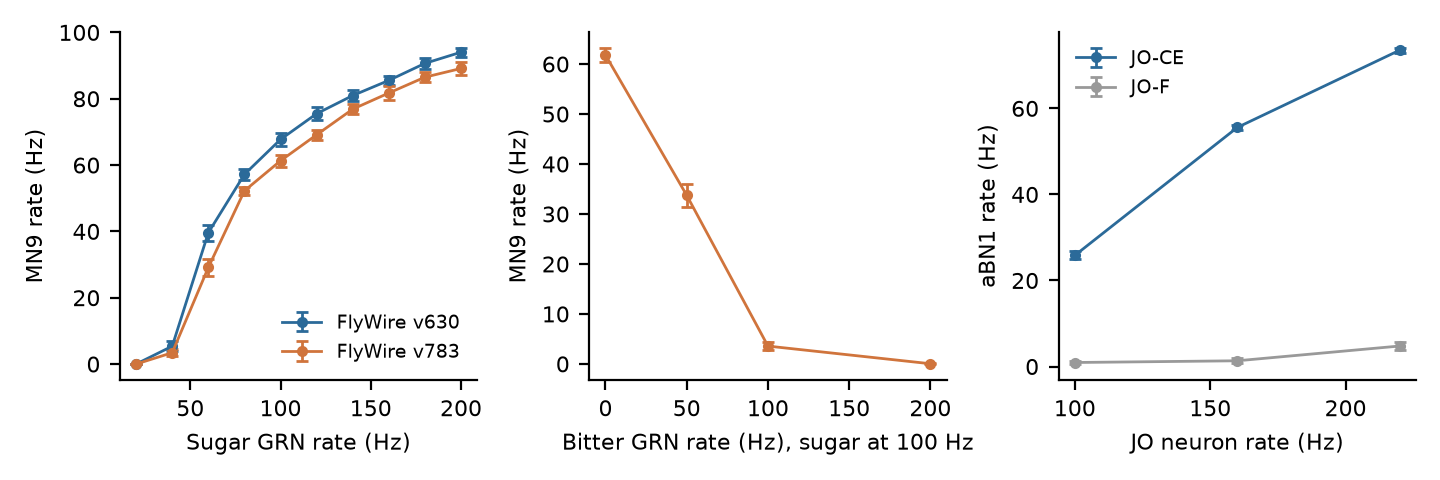 MN9 rate (Hz)
100
80
60
40
20
0
FlyWire v630
FlyWire v783
50
100
150
200
Sugar GRN rate (Hz)
MN9 rate (Hz)
60
50
40
30
20
10
0
0
50
100
150
200
Bitter GRN rate (Hz), sugar at 100 Hz
aBN1 rate (Hz)
60
40
20
0
JO-CE
JO-F
100
150
200
JO neuron rate (Hz)